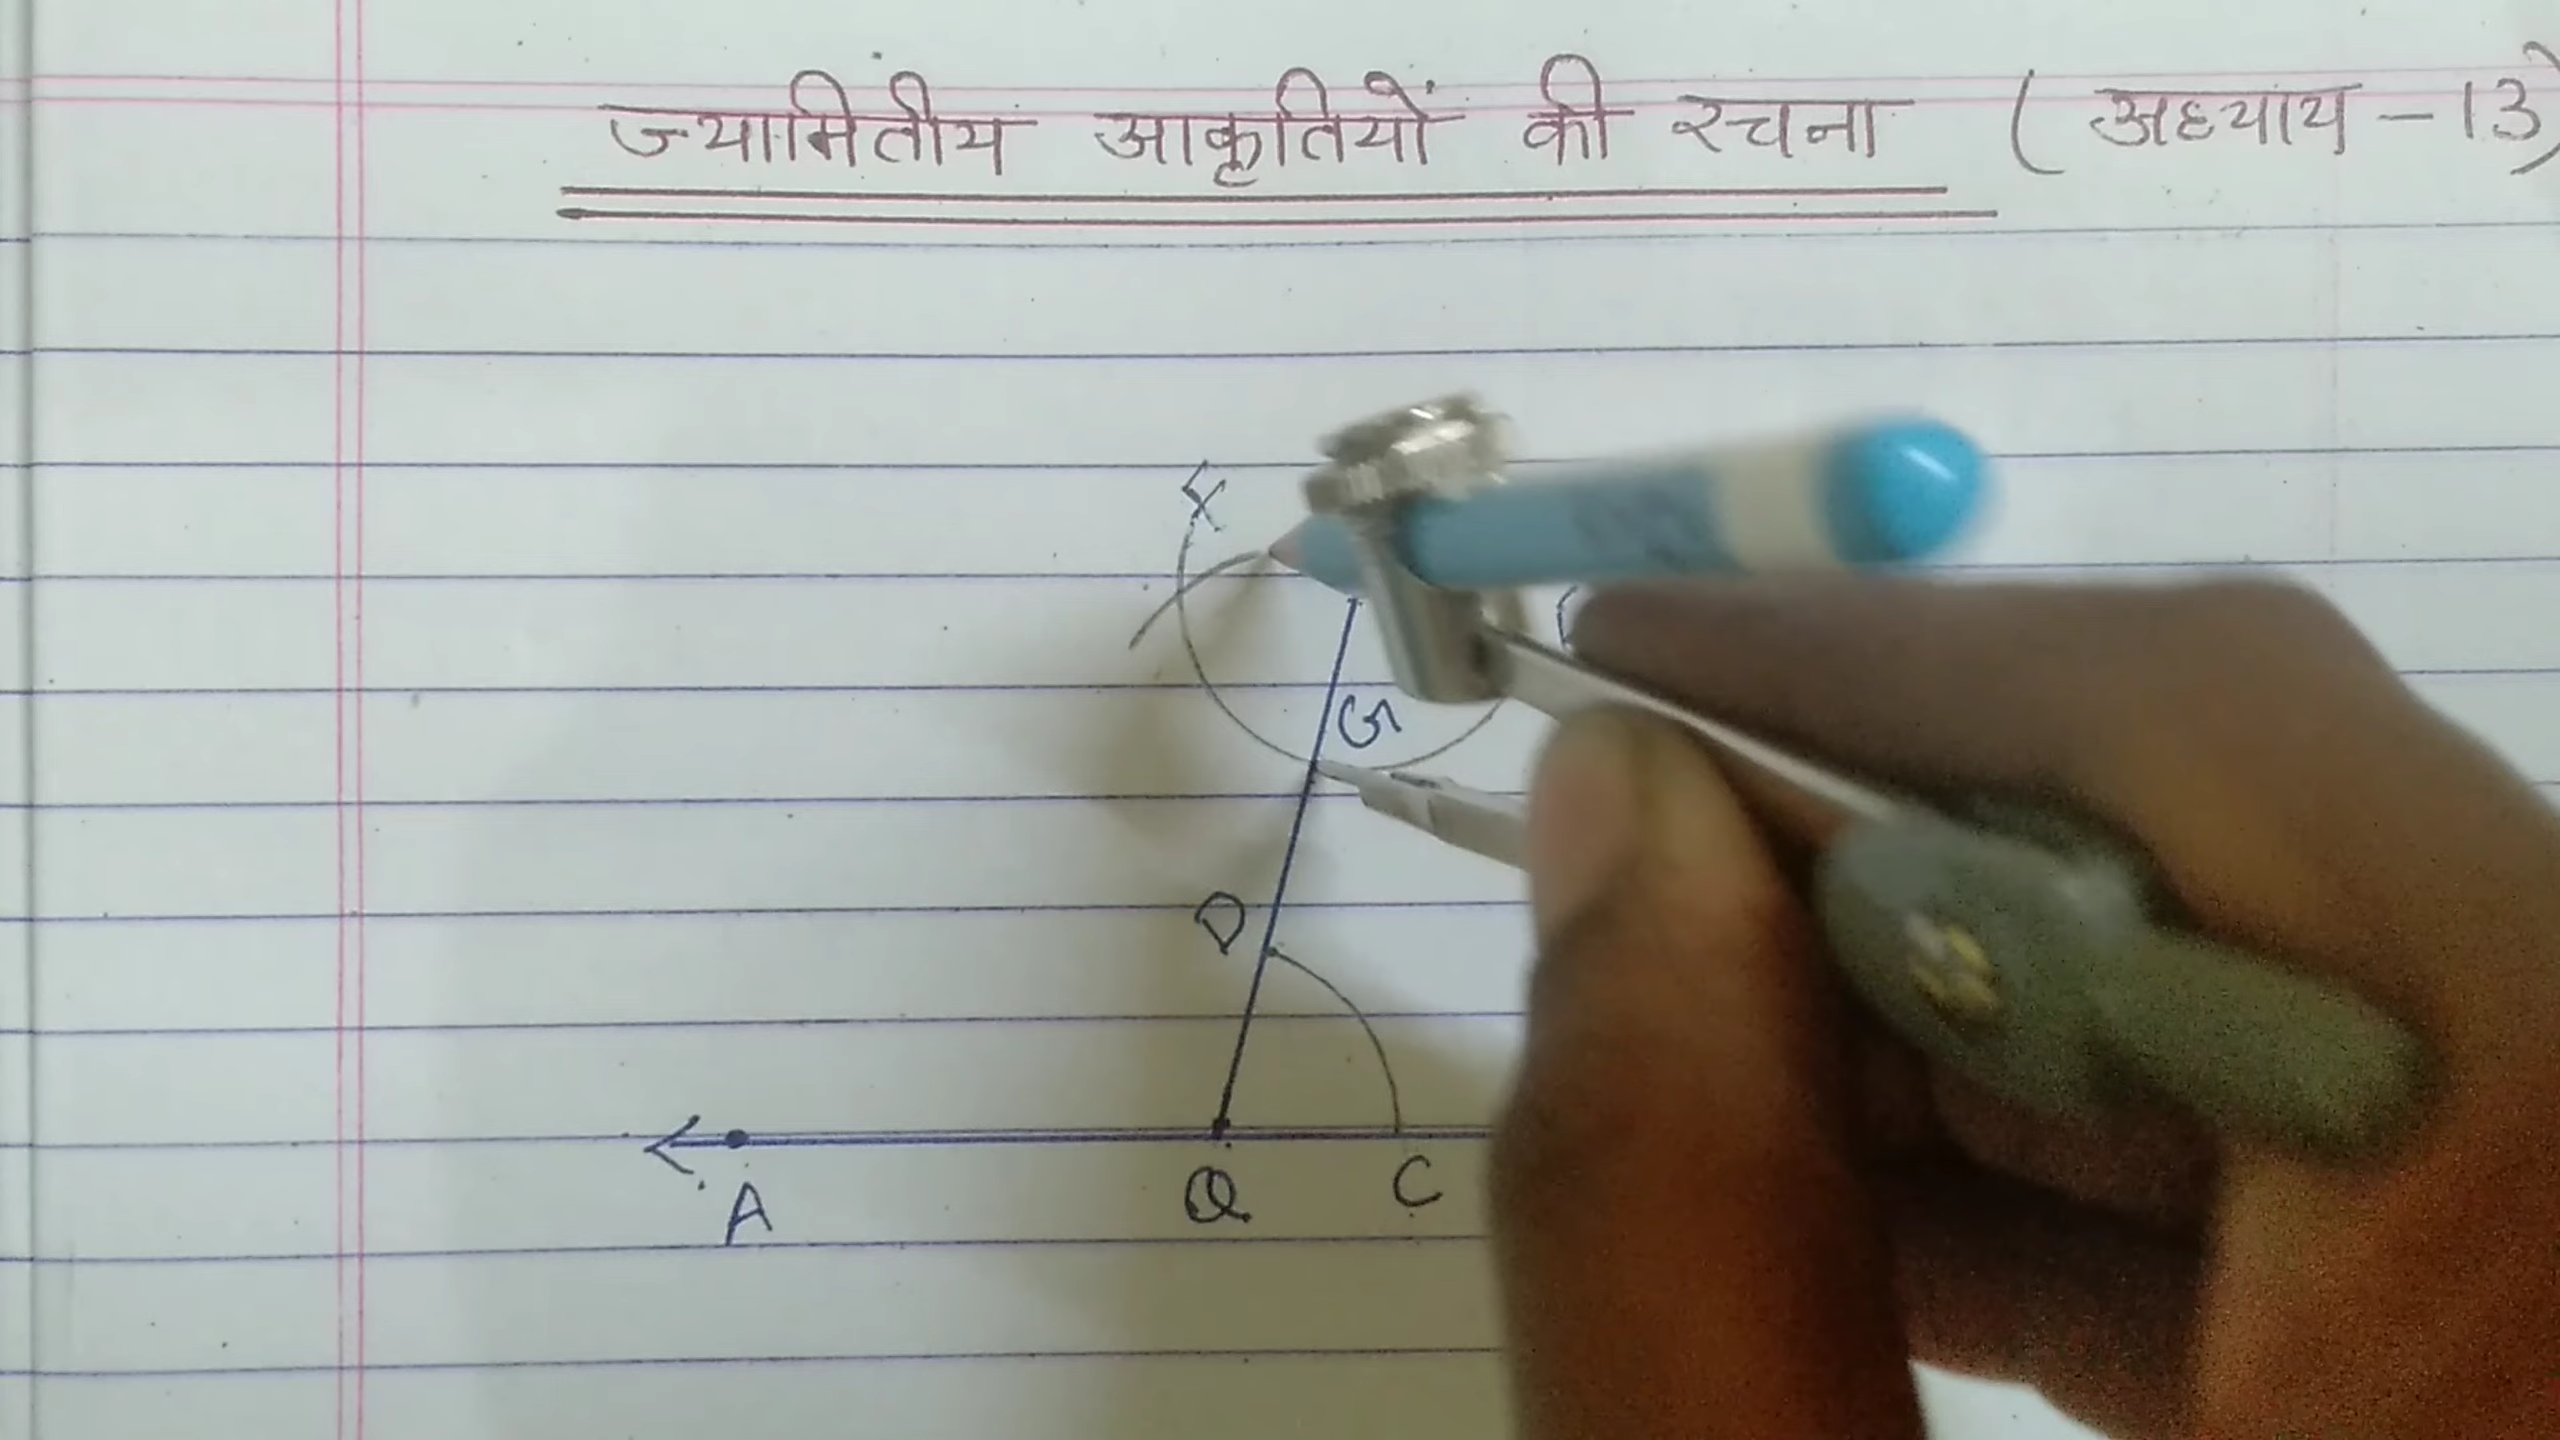 ज्यामितीय आकृतियों की रचना ( अध्याय - 13)
F
G
D
A Q C